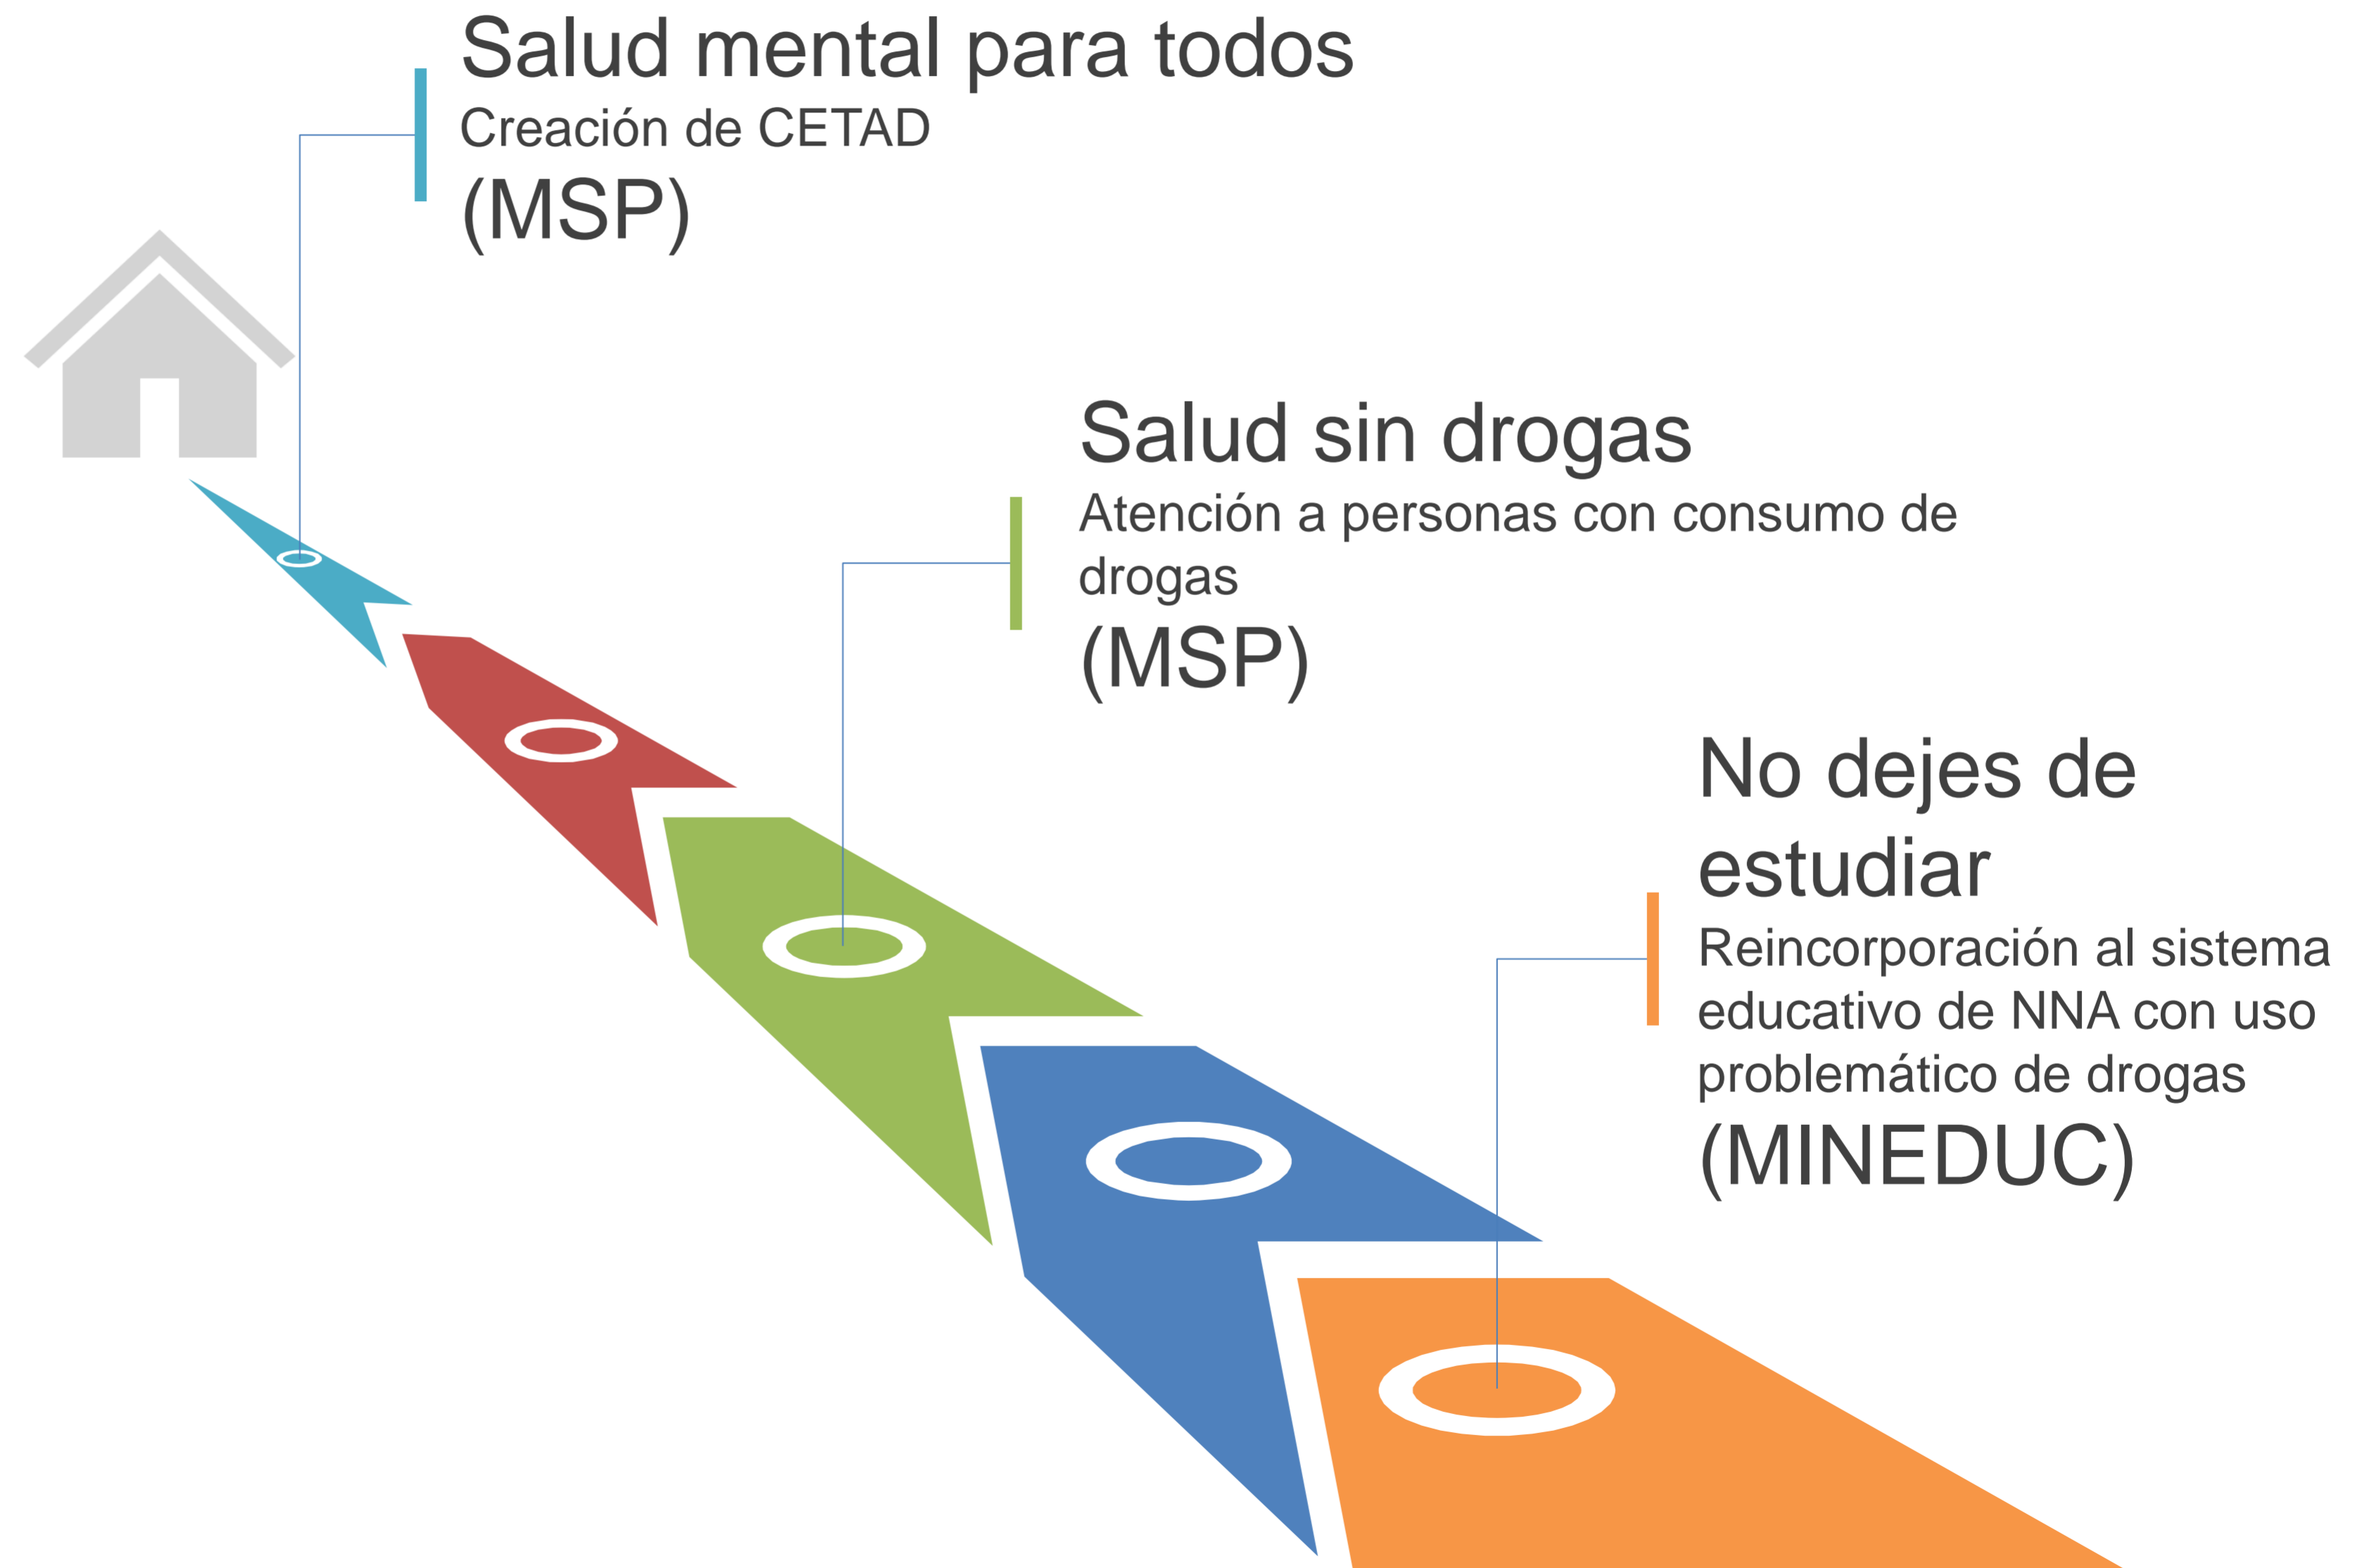 Salud mental para todos
Creación de CETAD
(MSP)
Salud sin drogas
Atención a personas con consumo de
drogas
(MSP)
No dejes de
estudiar
Reincorporación al sistema
educativo de NNA con uso
problemático de drogas
(MINEDUC)